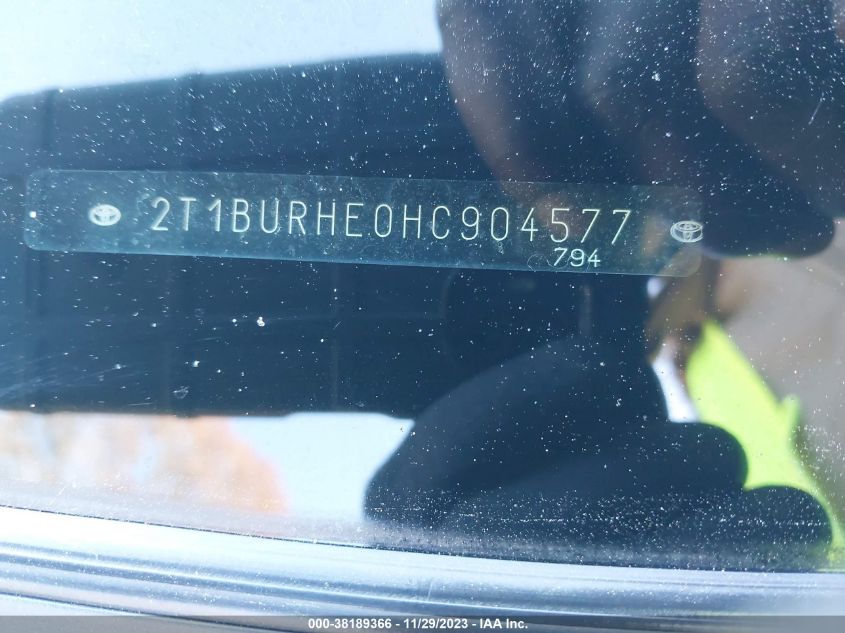 2T1BURHE0HC904577
794
000-38189366 - 11/29/2023 - IAA Inc.